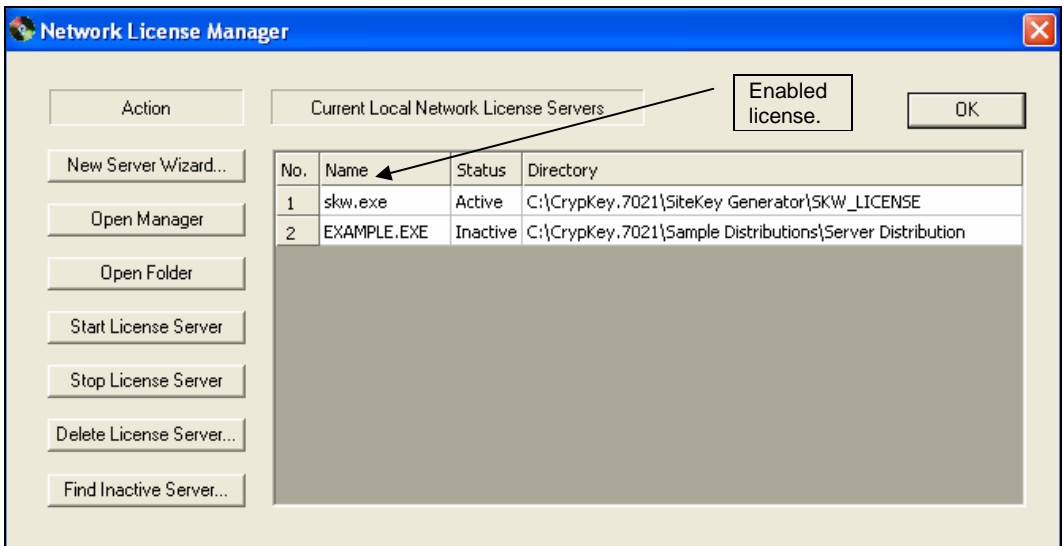 Network License Manager
Action
Current Local Network License Servers
Enabled
license.
OK
New Server Wizard...
Open Manager
Open Folder
Start License Server
Stop License Server
Delete License Server...
Find Inactive Server...
No. Name Status Directory
1 skw.exe Active C:\CrypKey.7021\SiteKey Generator\SKW_LICENSE
2 EXAMPLE.EXE Inactive C:\CrypKey.7021\Sample Distributions\Server Distribution